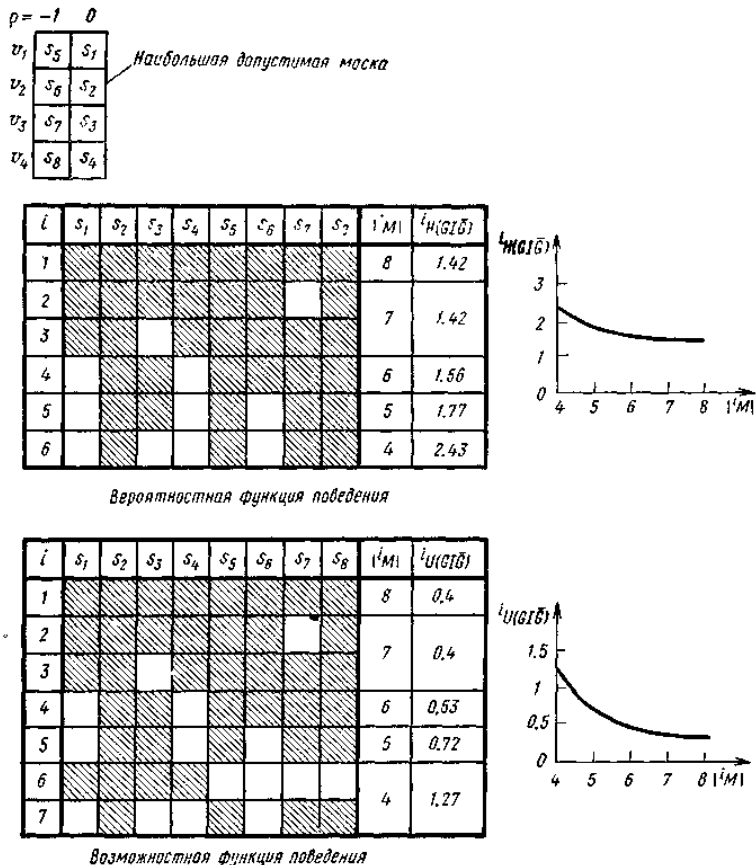 ρ = -1 0
v₁ s₅ s₁
Наибольшая допустимая маска
v₂ s₆ s₂
v₃ s₇ s₃
v₄ s₈ s₄
i s₁ s₂ s₃ s₄ s₅ s₆ s₇ s₂ |ⁱM| ⁱH(G|Ḡ)
1 8 1.42
2
7 1.42
3
4 6 1.56
5 5 1.77
6 4 2.43
ⁱH(G|Ḡ)
3
2
1
0
4 5 6 7 8 |ⁱM|
Вероятностная функция поведения
i s₁ s₂ s₃ s₄ s₅ s₆ s₇ s₈ |ⁱM| ⁱU(G|Ḡ)
1 8 0.4
2
7 0.4
3
4 6 0,53
5 5 0.72
6
4 1.27
7
ⁱU(G|Ḡ)
1.5
1
0,5
0
4 5 6 7 8 |ⁱM|
Возможностная функция поведения